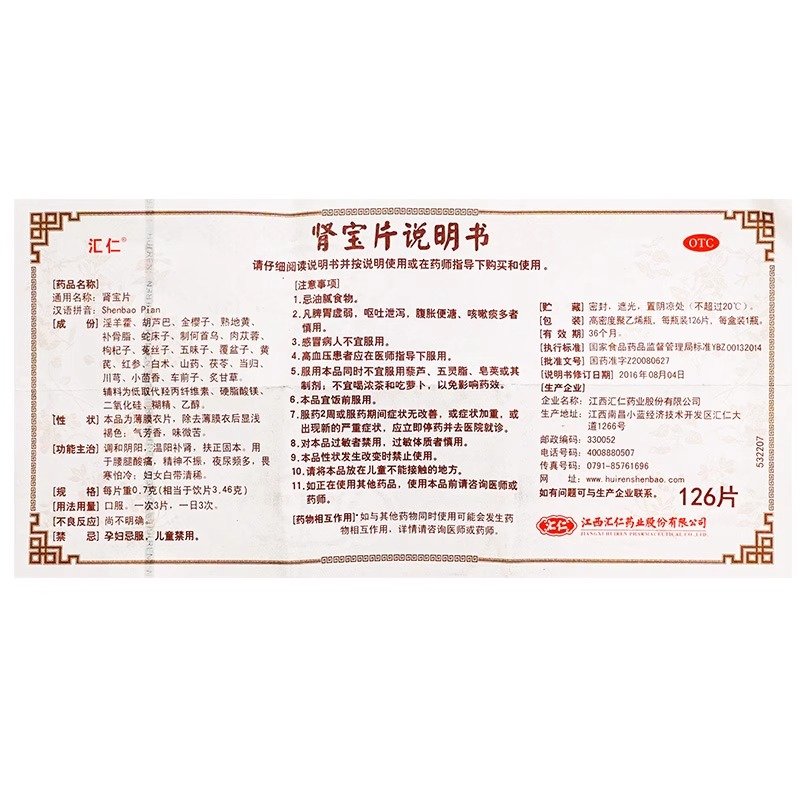 汇仁®
肾宝片说明书
OTC
请仔细阅读说明书并按说明使用或在药师指导下购买和使用。
[药品名称]
通用名称：肾宝片
汉语拼音：Shenbao Pian
[成 份] 淫羊藿、胡芦巴、金樱子、熟地黄、
补骨脂、蛇床子、制何首乌、肉苁蓉、
枸杞子、菟丝子、五味子、覆盆子、黄
芪、红参、白术、山药、茯苓、当归、
川芎、小茴香、车前子、炙甘草。
辅料为低取代羟丙纤维素、硬脂酸镁、
二氧化硅、糊精、乙醇。
[性 状] 本品为薄膜衣片，除去薄膜衣后显浅
褐色；气芳香，味微苦。
[功能主治] 调和阴阳，温阳补肾，扶正固本。用
于腰腿酸痛，精神不振，夜尿频多，畏
寒怕冷；妇女白带清稀。
[规 格] 每片重0.7克(相当于饮片3.46克)
[用法用量] 口服。一次3片，一日3次。
[不良反应] 尚不明确。
[禁 忌] 孕妇忌服，儿童禁用。
[注意事项]
1.忌油腻食物。
2.凡脾胃虚弱，呕吐泄泻，腹胀便溏、咳嗽痰多者
慎用。
3.感冒病人不宜服用。
4.高血压患者应在医师指导下服用。
5.服用本品同时不宜服用藜芦、五灵脂、皂荚或其
制剂；不宜喝浓茶和吃萝卜，以免影响药效。
6.本品宜饭前服用。
7.服药2周或服药期间症状无改善，或症状加重，或
出现新的严重症状，应立即停药并去医院就诊。
8.对本品过敏者禁用，过敏体质者慎用。
9.本品性状发生改变时禁止使用。
10.请将本品放在儿童不能接触的地方。
11.如正在使用其他药品，使用本品前请咨询医师或
药师。
[药物相互作用] 如与其他药物同时使用可能会发生药
物相互作用，详情请咨询医师或药师。
[贮 藏] 密封，遮光，置阴凉处（不超过20℃）。
[包 装] 高密度聚乙烯瓶，每瓶装126片，每盒装1瓶。
[有 效 期] 36个月。
[执行标准] 国家食品药品监督管理局标准YBZ00132014
[批准文号] 国药准字Z20080627
[说明书修订日期] 2016年08月04日
[生产企业]
企业名称：江西汇仁药业股份有限公司
生产地址：江西南昌小蓝经济技术开发区汇仁大
道1266号
邮政编码：330052
电话号码：4008880507
传真号码：0791-85761696
网 址：www.huirenshenbao.com
如有问题可与生产企业联系。
126片
汇仁 江西汇仁药业股份有限公司
JIANGXI HUIREN PHARMACEUTICAL CO.,LTD.
532207